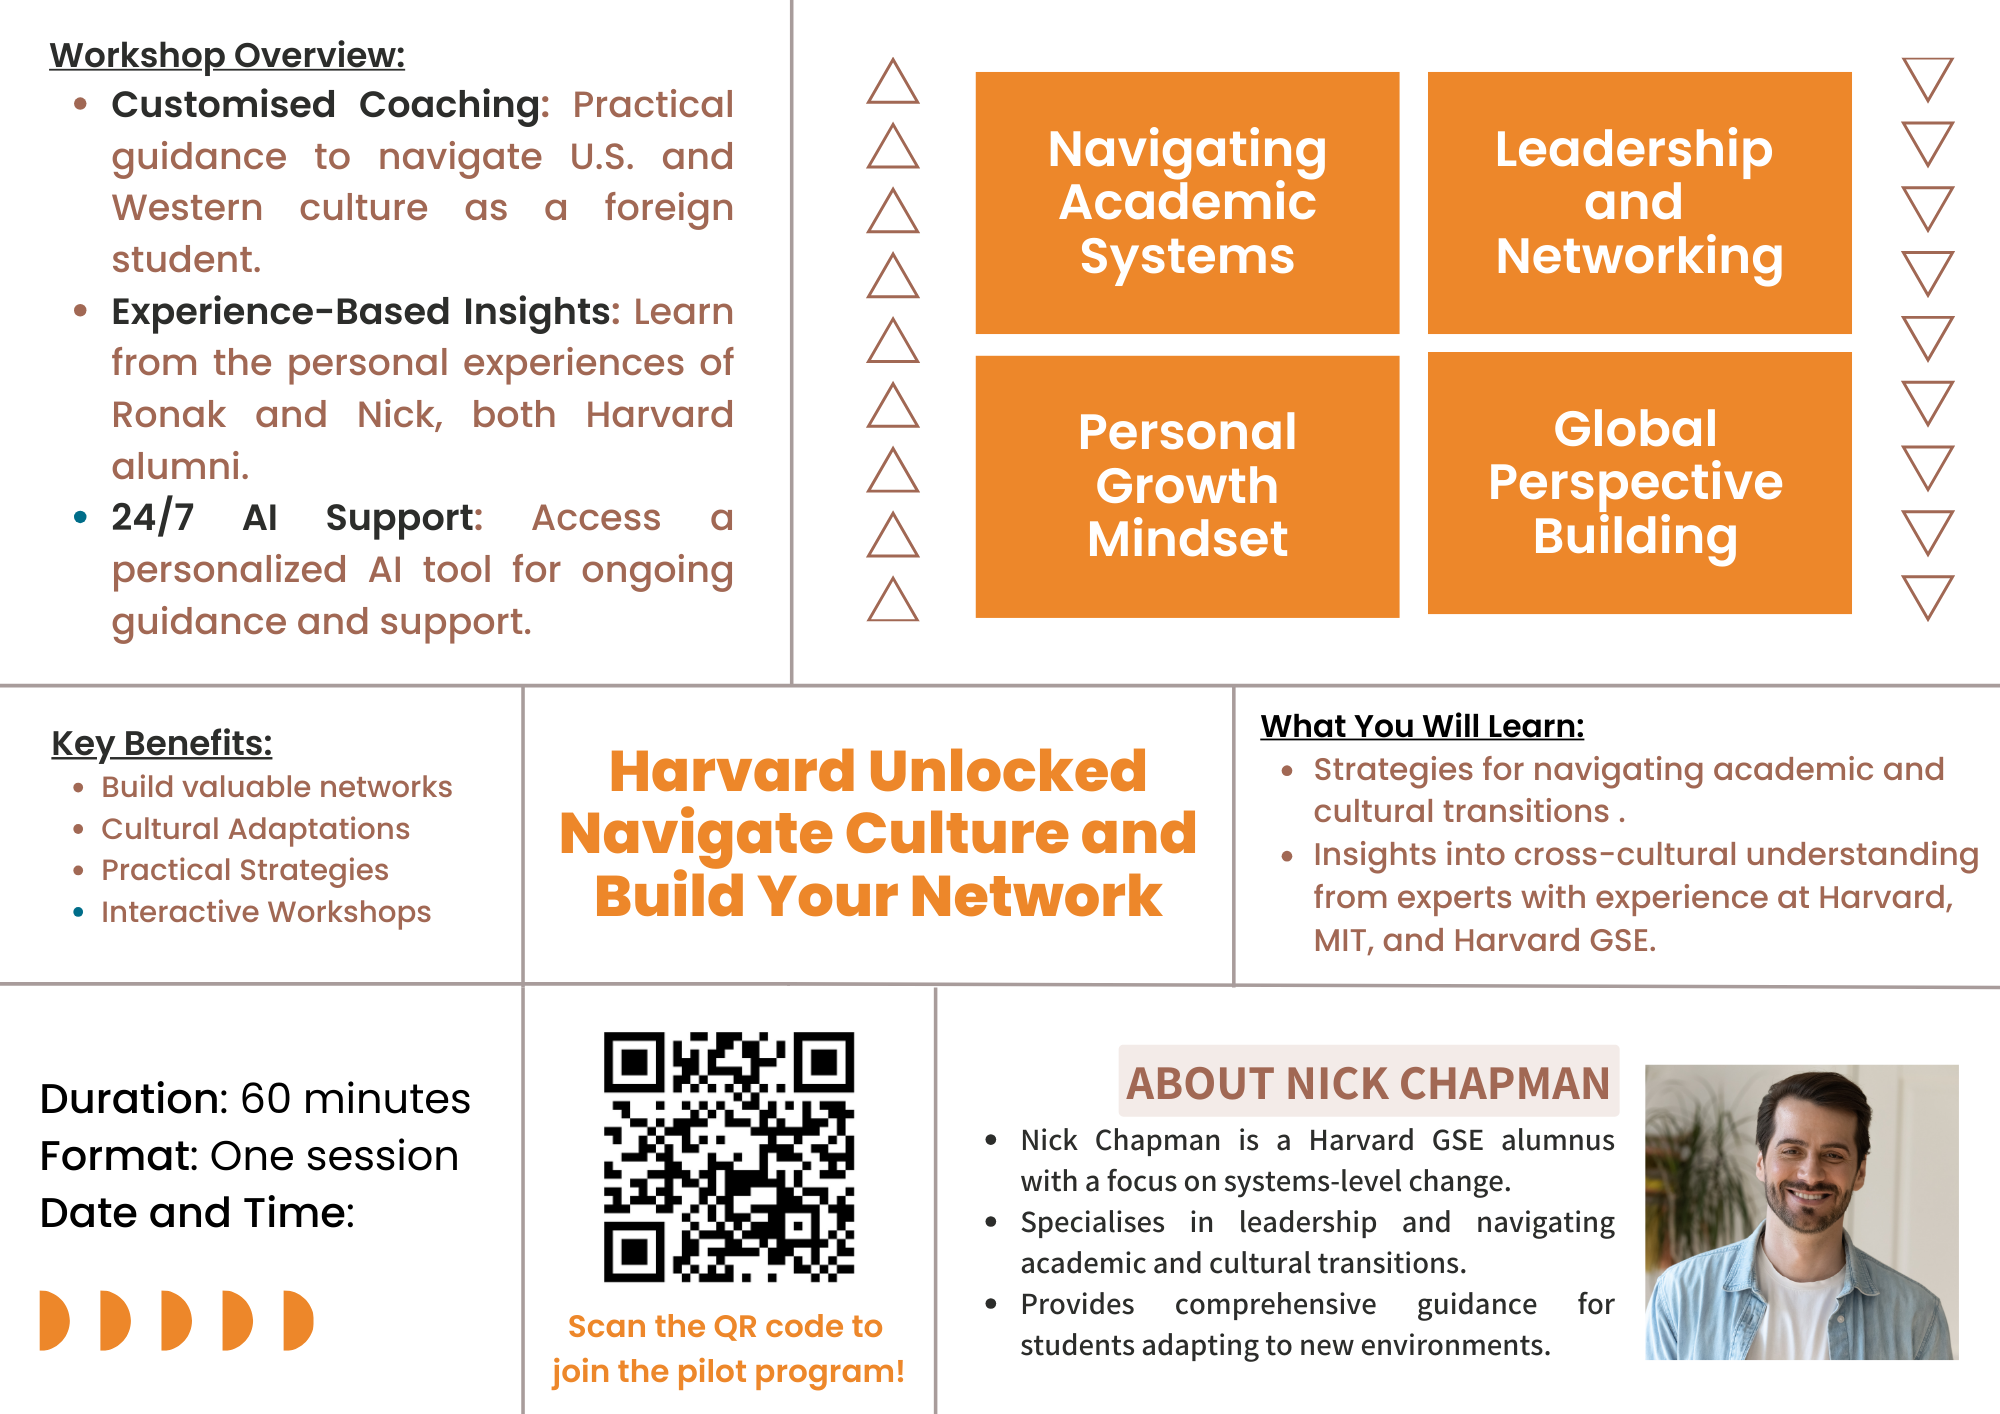 Workshop Overview:
• Customised Coaching: Practical
guidance to navigate U.S. and
Western culture as a foreign
student.
• Experience-Based Insights: Learn
from the personal experiences of
Ronak and Nick, both Harvard
alumni.
• 24/7 AI Support: Access a
personalized AI tool for ongoing
guidance and support.
Navigating
Academic
Systems
Leadership
and
Networking
Personal
Growth
Mindset
Global
Perspective
Building
Key Benefits:
• Build valuable networks
• Cultural Adaptations
• Practical Strategies
• Interactive Workshops
Harvard Unlocked
Navigate Culture and
Build Your Network
What You Will Learn:
• Strategies for navigating academic and
cultural transitions .
• Insights into cross-cultural understanding
from experts with experience at Harvard,
MIT, and Harvard GSE.
Duration: 60 minutes
Format: One session
Date and Time:
Scan the QR code to
join the pilot program!
ABOUT NICK CHAPMAN
• Nick Chapman is a Harvard GSE alumnus
with a focus on systems-level change.
• Specialises in leadership and navigating
academic and cultural transitions.
• Provides comprehensive guidance for
students adapting to new environments.